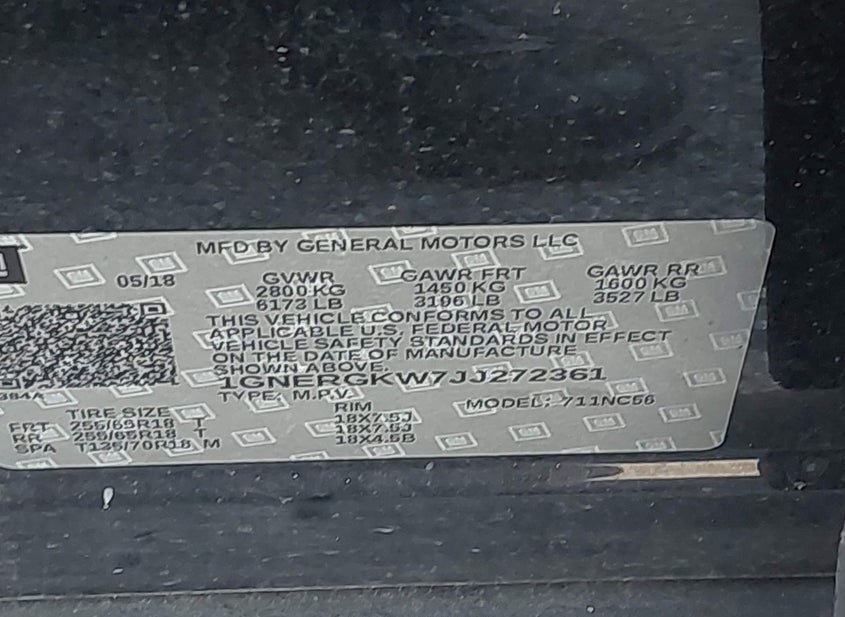 MFD BY GENERAL MOTORS LLC
05/18
GVWR GAWR FRT GAWR RR
2800 KG 1450 KG 1600 KG
6173 LB 3196 LB 3527 LB
THIS VEHICLE CONFORMS TO ALL
APPLICABLE U.S. FEDERAL MOTOR
VEHICLE SAFETY STANDARDS IN EFFECT
ON THE DATE OF MANUFACTURE
SHOWN ABOVE.
1GNERGKW7JJ272361
TYPE: M.P.V. MODEL: 711NC56
TIRE SIZE RIM
FRT 255/65R18 T 18X7.5J
RR 255/65R18 T 18X7.5J
SPA T135/70R18 M 18X4.5B